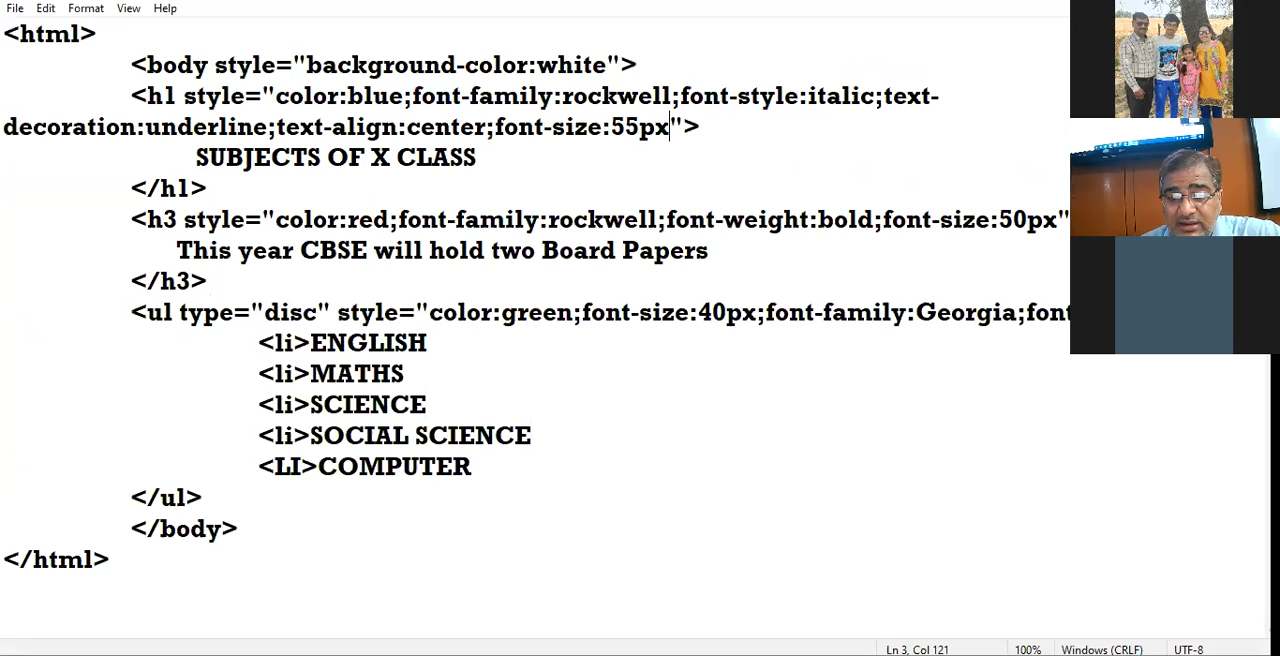 File Edit Format View Help
<html>
<body style="background-color:white">
<h1 style="color:blue;font-family:rockwell;font-style:italic;text-
decoration:underline;text-align:center;font-size:55px">
SUBJECTS OF X CLASS
</h1>
<h3 style="color:red;font-family:rockwell;font-weight:bold;font-size:50px"
This year CBSE will hold two Board Papers
</h3>
<ul type="disc" style="color:green;font-size:40px;font-family:Georgia;font
<li>ENGLISH
<li>MATHS
<li>SCIENCE
<li>SOCIAL SCIENCE
<LI>COMPUTER
</ul>
</body>
</html>
Ln 3, Col 121 100% Windows (CRLF) UTF-8